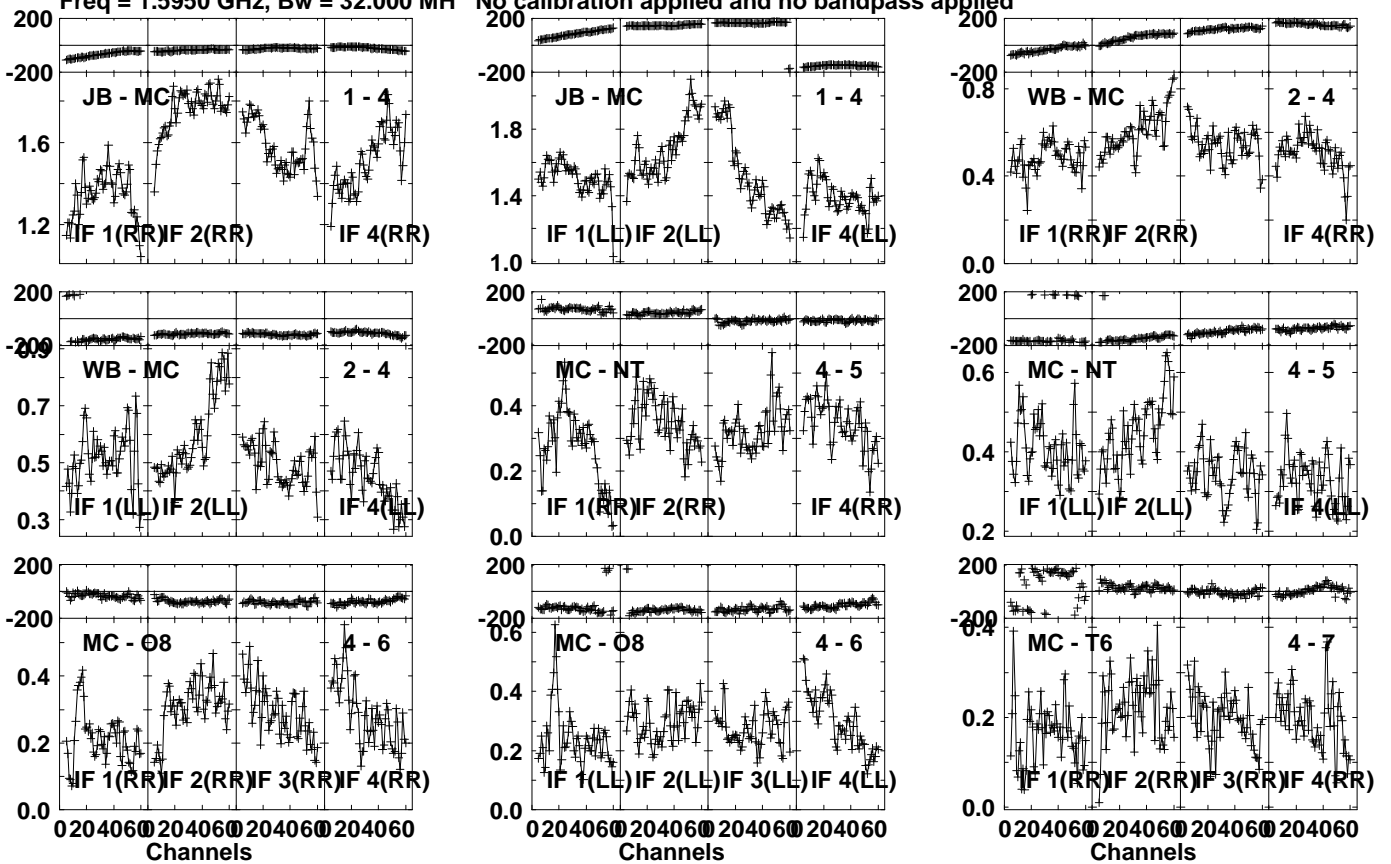 Freq = 1.5950 GHz, Bw = 32.000 MH No calibration applied and no bandpass applied
200
-200
JB - MC 1 - 4
1.6
1.2
IF 1(RR) IF 2(RR) IF 4(RR)
200
-200
JB - MC 1 - 4
1.8
1.6
1.4
1.2
1.0
IF 1(LL) IF 2(LL) IF 4(LL)
200
-200
0.8
WB - MC 2 - 4
0.4
0.0
IF 1(RR) IF 2(RR) IF 4(RR)
200
-200
0.9
WB - MC 2 - 4
0.7
0.5
0.3
IF 1(LL) IF 2(LL) IF 4(LL)
200
-200
MC - NT 4 - 5
0.4
0.2
0.0
IF 1(RR) IF 2(RR) IF 4(RR)
200
-200
0.6
MC - NT 4 - 5
0.4
0.2
IF 1(LL) IF 2(LL) IF 4(LL)
200
-200
MC - O8 4 - 6
0.4
0.2
0.0
IF 1(RR) IF 2(RR) IF 3(RR) IF 4(RR)
0 20 40 60 0 20 40 60 0 20 40 60 0 20 40 60
Channels
200
-200
0.6
MC - O8 4 - 6
0.4
0.2
0.0
IF 1(LL) IF 2(LL) IF 3(LL) IF 4(LL)
0 20 40 60 0 20 40 60 0 20 40 60 0 20 40 60
Channels
200
-200
0.4
MC - T6 4 - 7
0.2
0.0
IF 1(RR) IF 2(RR) IF 3(RR) IF 4(RR)
0 20 40 60 0 20 40 60 0 20 40 60 0 20 40 60
Channels